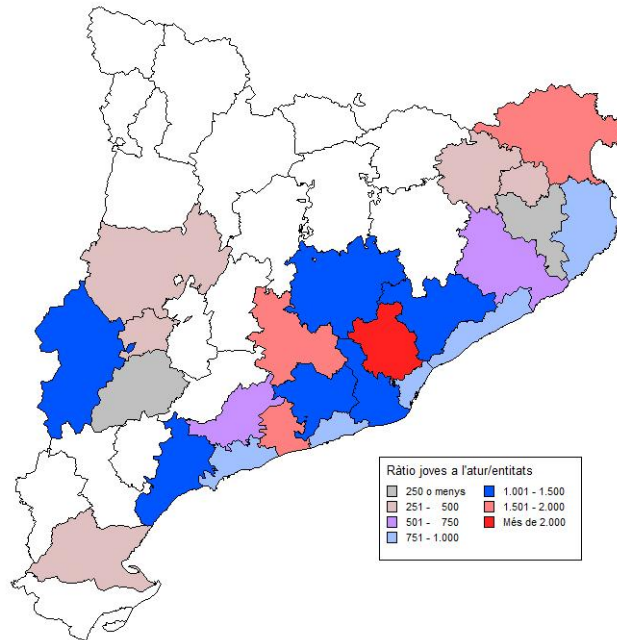 Ràtio joves a l'atur/entitats
250 o menys
251 - 500
501 - 750
751 - 1.000
1.001 - 1.500
1.501 - 2.000
Més de 2.000